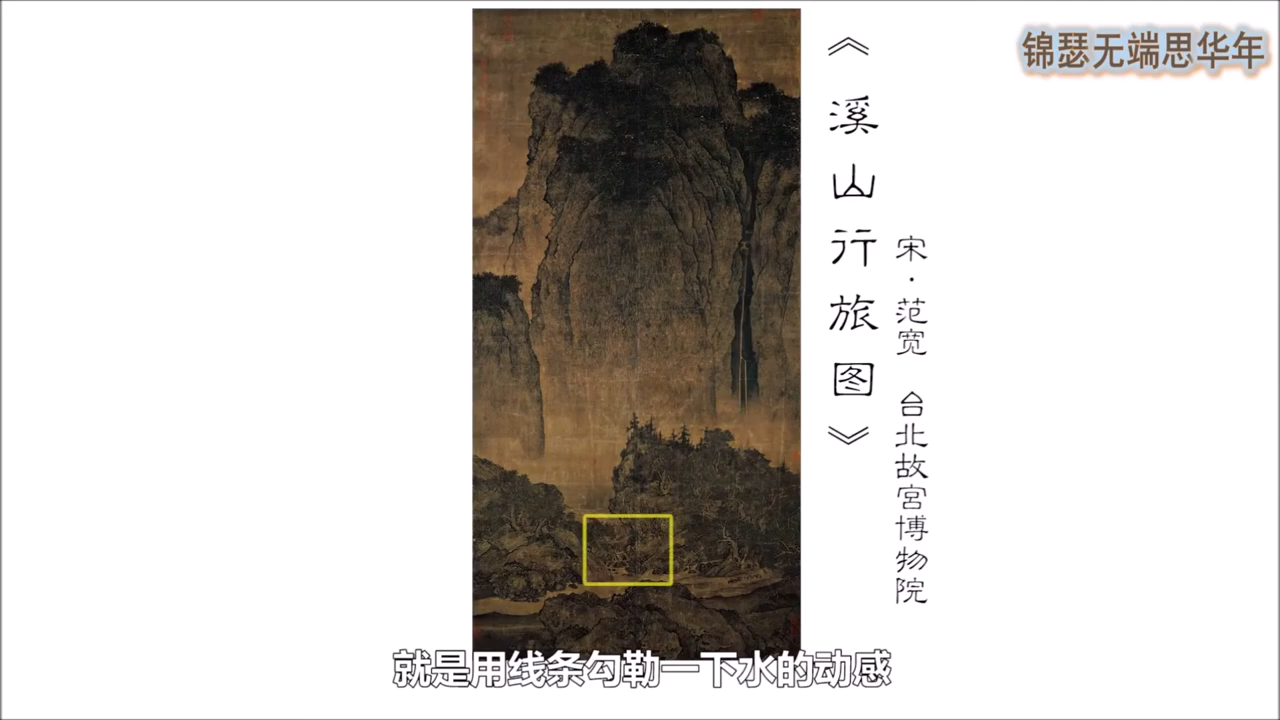 锦瑟无端思华年
《溪山行旅图》
宋·范宽 台北故宫博物院
就是用线条勾勒一下水的动感